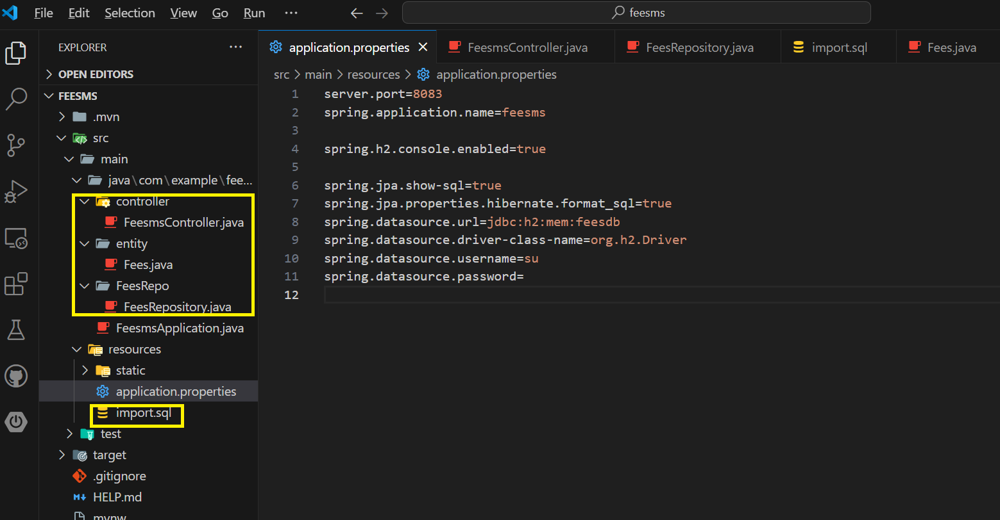 File Edit Selection View Go Run ···
feesms
EXPLORER ···
OPEN EDITORS
FEESMS
.mvn
src
main
java\com\example\fee...
controller
FeesmsController.java
entity
Fees.java
FeesRepo
FeesRepository.java
FeesmsApplication.java
resources
static
application.properties
import.sql
test
target
.gitignore
HELP.md
mvnw
application.properties FeesmsController.java FeesRepository.java import.sql Fees.java
src > main > resources > application.properties
1 server.port=8083
2 spring.application.name=feesms
3
4 spring.h2.console.enabled=true
5
6 spring.jpa.show-sql=true
7 spring.jpa.properties.hibernate.format_sql=true
8 spring.datasource.url=jdbc:h2:mem:feesdb
9 spring.datasource.driver-class-name=org.h2.Driver
10 spring.datasource.username=su
11 spring.datasource.password=
12